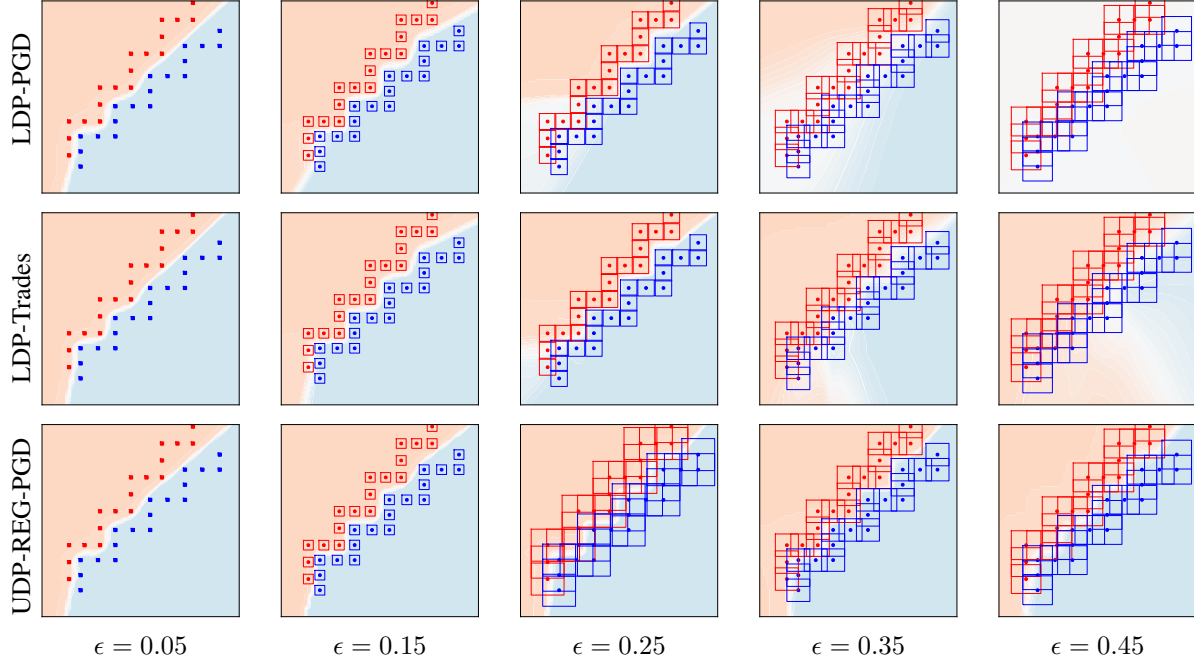 LDP-PGD
LDP-Trades
UDP-REG-PGD
ϵ = 0.05
ϵ = 0.15
ϵ = 0.25
ϵ = 0.35
ϵ = 0.45